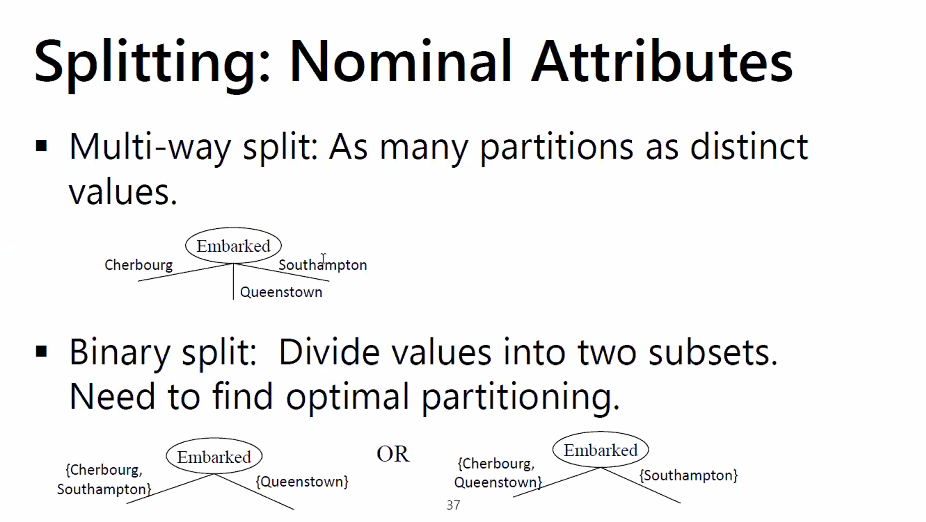 Splitting: Nominal Attributes
▪ Multi-way split: As many partitions as distinct
values.
Embarked
Cherbourg
Southampton
Queenstown
▪ Binary split: Divide values into two subsets.
Need to find optimal partitioning.
Embarked
{Cherbourg,
Southampton}
{Queenstown}
OR
Embarked
{Cherbourg,
Queenstown}
{Southampton}
37